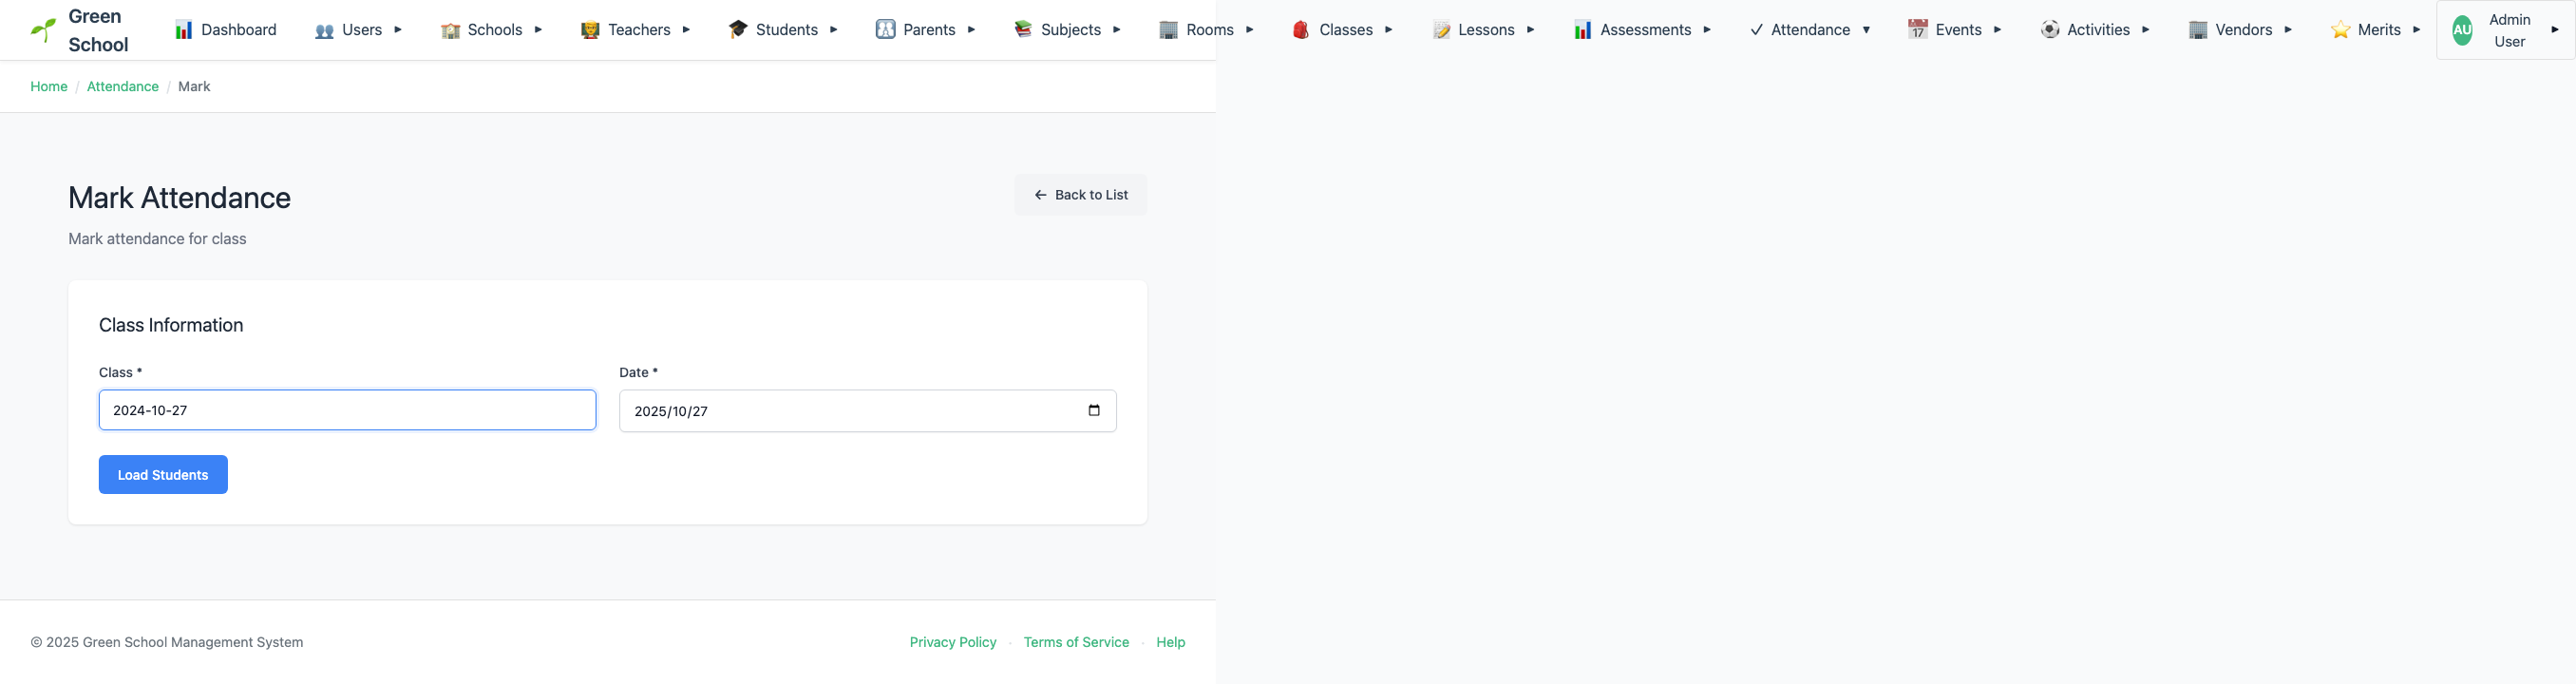 Green School
Dashboard
Users
Schools
Teachers
Students
Parents
Subjects
Rooms
Classes
Lessons
Assessments
Attendance
Events
Activities
Vendors
Merits
AU
Admin User
Home / Attendance / Mark
Mark Attendance
← Back to List
Mark attendance for class
Class Information
Class *
2024-10-27
Date *
2025/10/27
Load Students
© 2025 Green School Management System
Privacy Policy · Terms of Service · Help